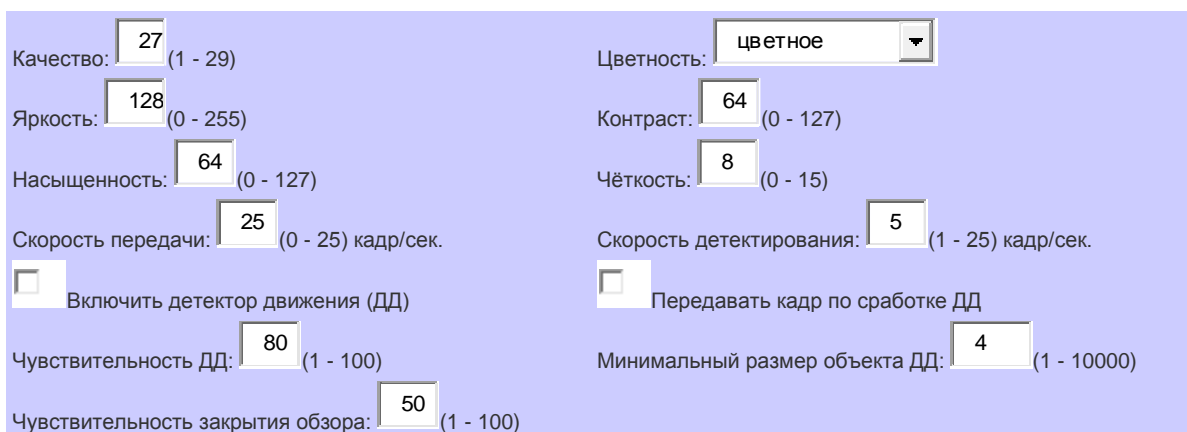 Качество: 27 (1 - 29) Цветность: цветное
Яркость: 128 (0 - 255) Контраст: 64 (0 - 127)
Насыщенность: 64 (0 - 127) Чёткость: 8 (0 - 15)
Скорость передачи: 25 (0 - 25) кадр/сек. Скорость детектирования: 5 (1 - 25) кадр/сек.
Включить детектор движения (ДД) Передавать кадр по сработке ДД
Чувствительность ДД: 80 (1 - 100) Минимальный размер объекта ДД: 4 (1 - 10000)
Чувствительность закрытия обзора: 50 (1 - 100)